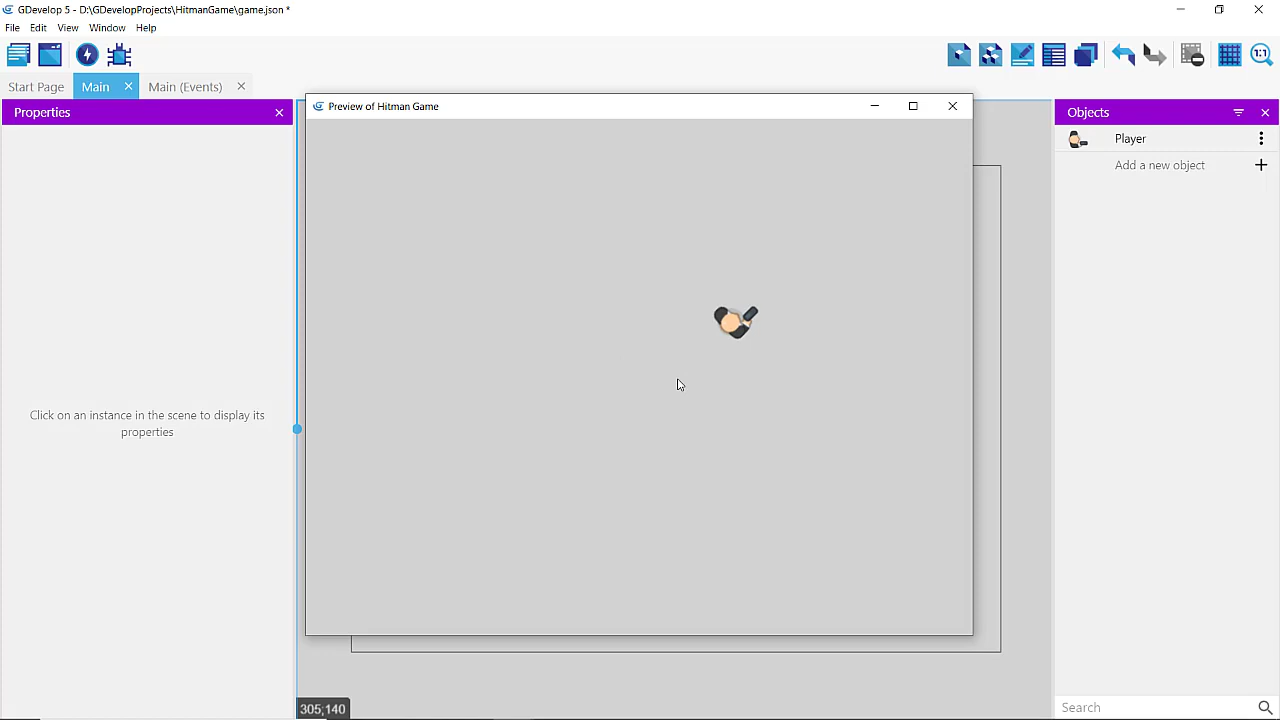 GDevelop 5 - D:\GDevelopProjects\HitmanGame\game.json *
File Edit View Window Help
Start Page Main Main (Events)
Properties
Preview of Hitman Game
Objects
Player
Add a new object
Click on an instance in the scene to display its
properties
305;140
Search